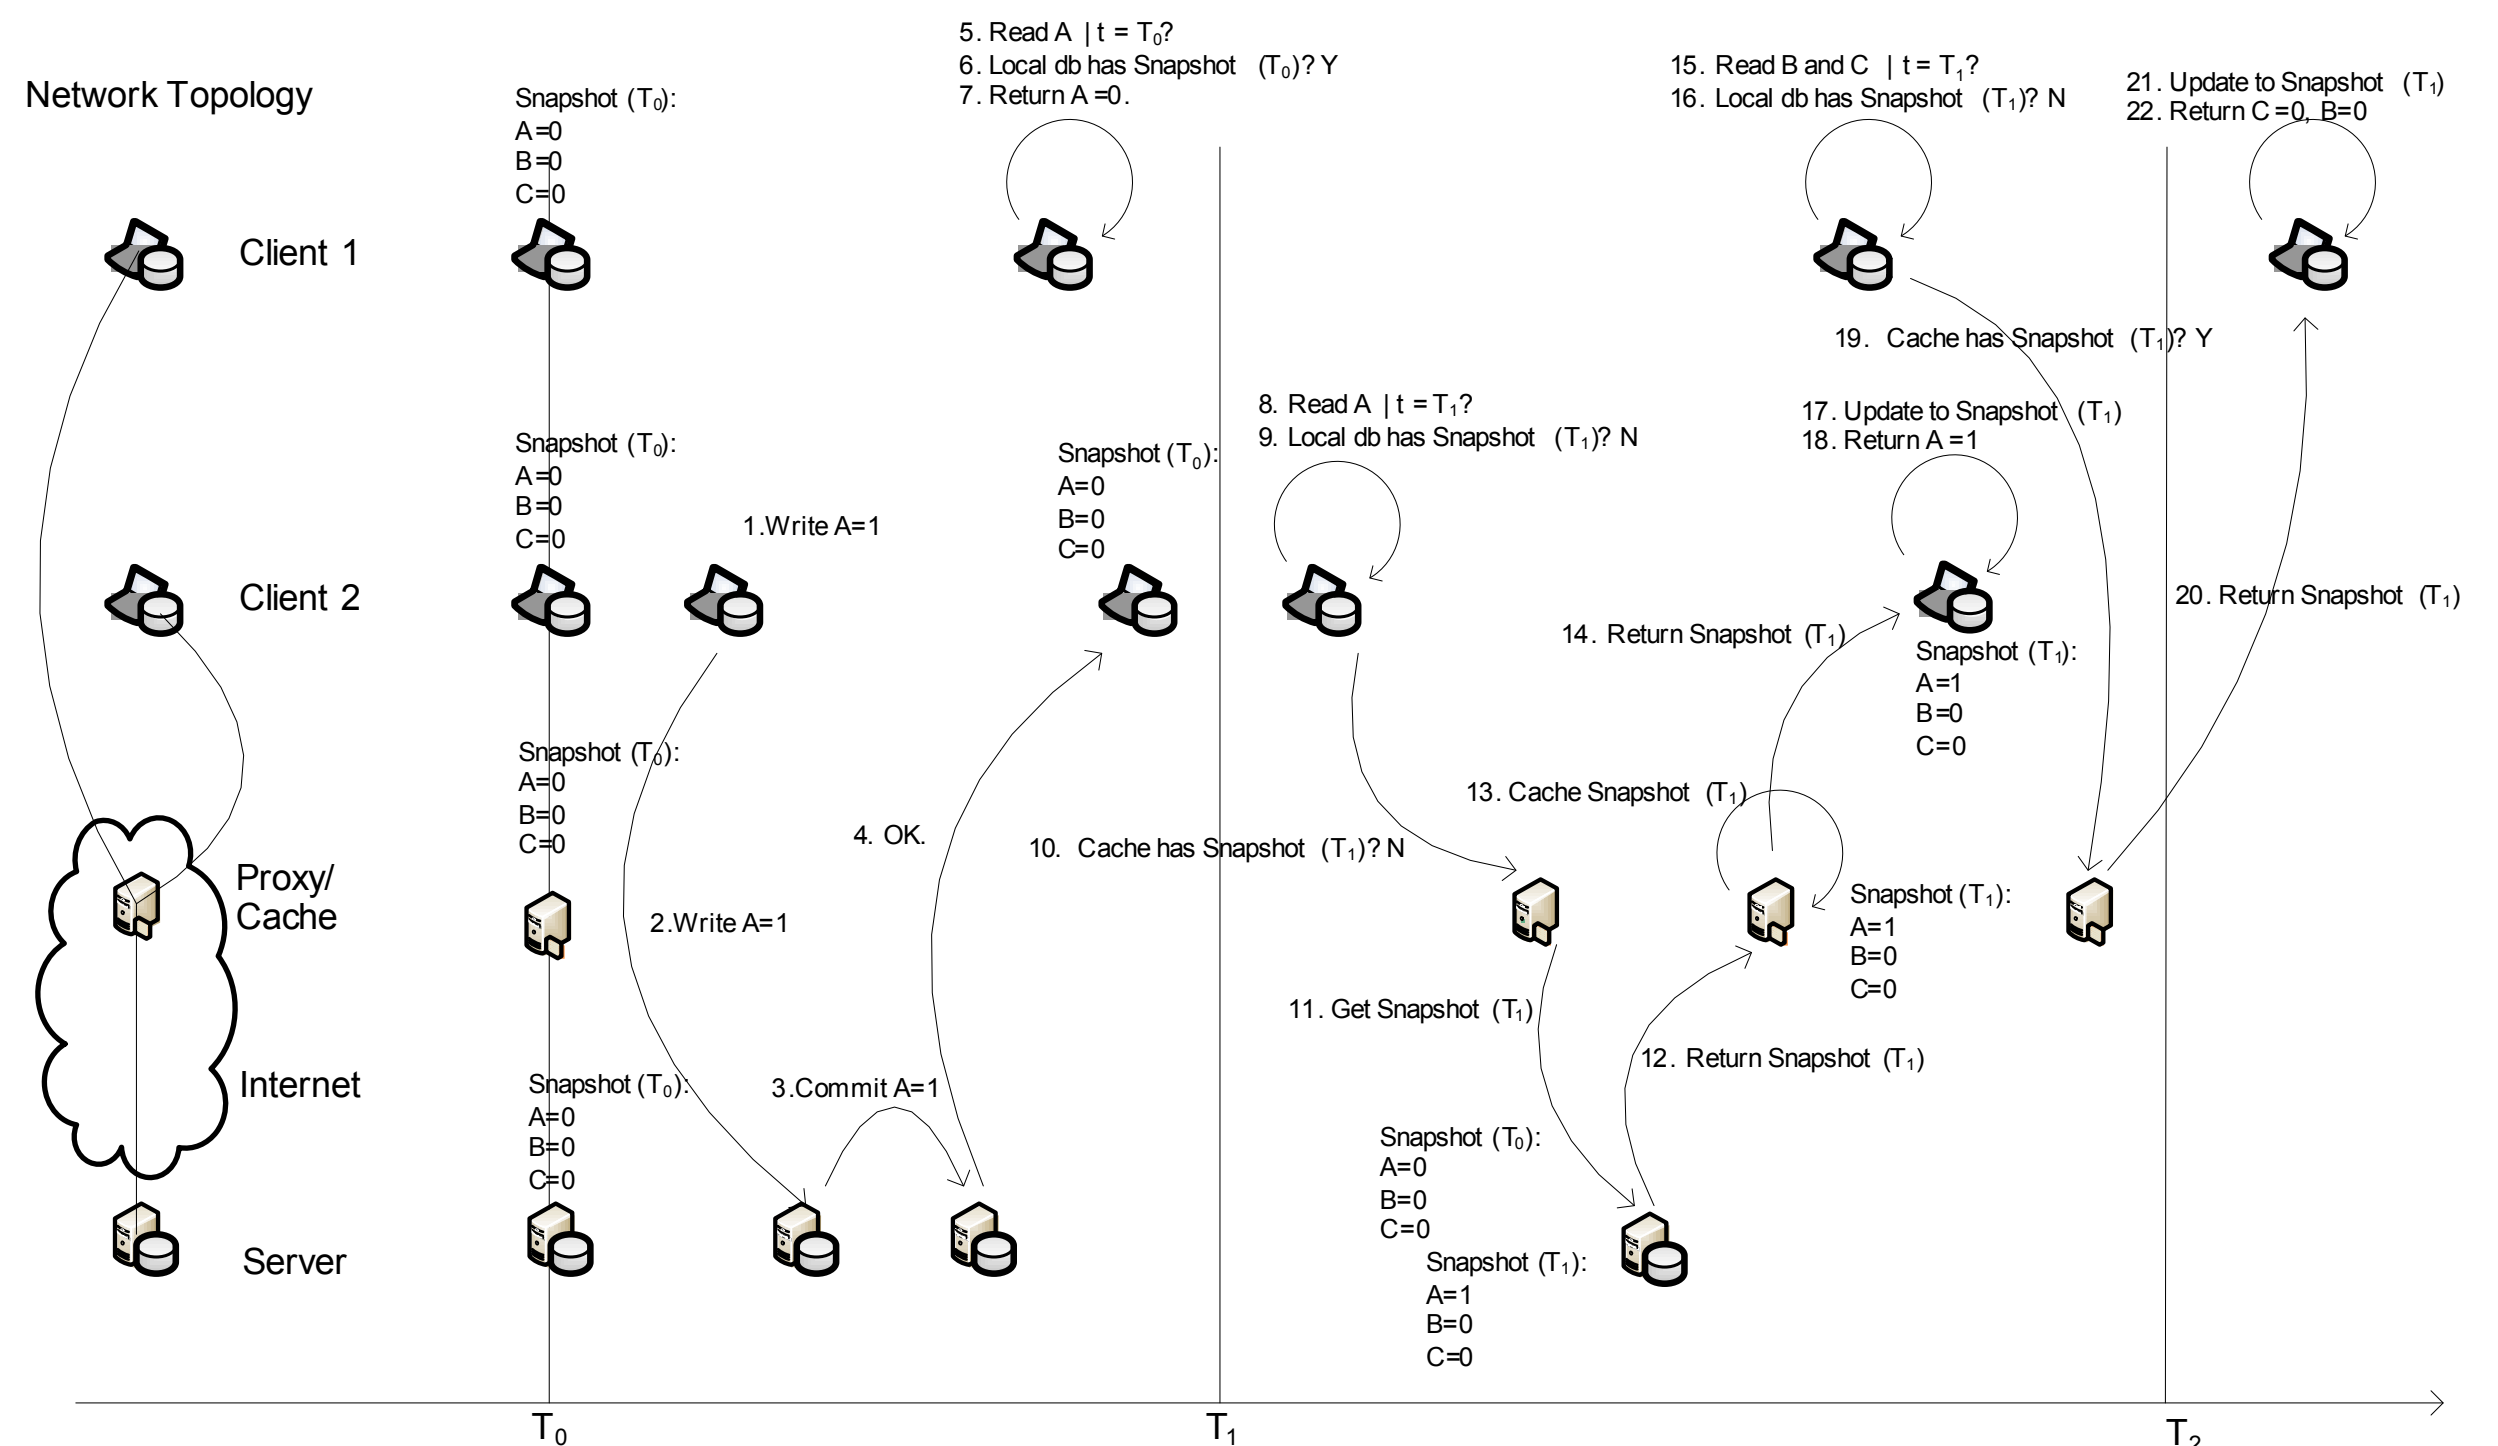 Network Topology
Client 1
Client 2
Proxy/
Cache
Internet
Server
Snapshot (T0):
A=0
B=0
C=0
Snapshot (T0):
A=0
B=0
C=0
Snapshot (T0):
A=0
B=0
C=0
Snapshot (T0):
A=0
B=0
C=0
1.Write A=1
2.Write A=1
3.Commit A=1
4. OK.
Snapshot (T0):
A=0
B=0
C=0
5. Read A | t = T0?
6. Local db has Snapshot (T0)? Y
7. Return A =0.
8. Read A | t = T1?
9. Local db has Snapshot (T1)? N
10. Cache has Snapshot (T1)? N
11. Get Snapshot (T1)
Snapshot (T0):
A=0
B=0
C=0
Snapshot (T1):
A=1
B=0
C=0
12. Return Snapshot (T1)
13. Cache Snapshot (T1)
Snapshot (T1):
A=1
B=0
C=0
14. Return Snapshot (T1)
15. Read B and C | t = T1?
16. Local db has Snapshot (T1)? N
17. Update to Snapshot (T1)
18. Return A =1
Snapshot (T1):
A=1
B=0
C=0
19. Cache has Snapshot (T1)? Y
20. Return Snapshot (T1)
21. Update to Snapshot (T1)
22. Return C =0, B=0
T0
T1
T2